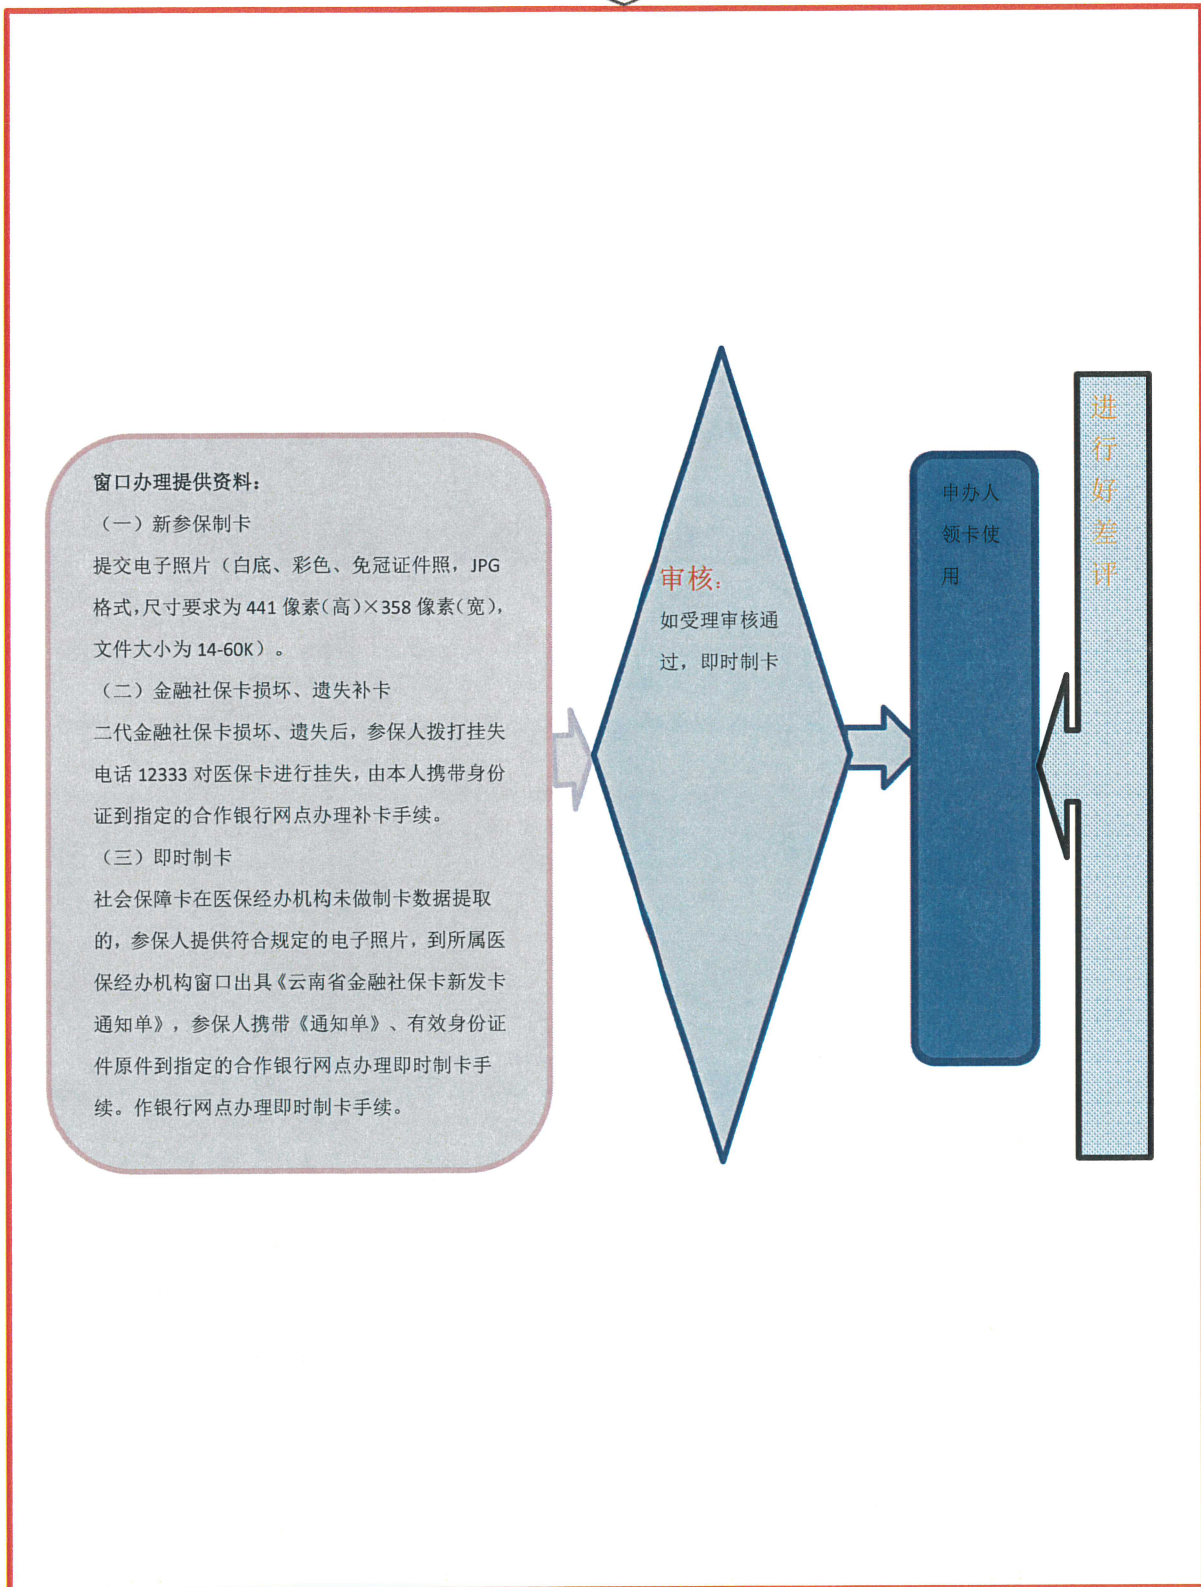 窗口办理提供资料：
（一）新参保制卡
提交电子照片（白底、彩色、免冠证件照，JPG
格式，尺寸要求为 441 像素（高）×358 像素（宽），
文件大小为 14-60K）。
（二）金融社保卡损坏、遗失补卡
二代金融社保卡损坏、遗失后，参保人拨打挂失
电话 12333 对医保卡进行挂失，由本人携带身份
证到指定的合作银行网点办理补卡手续。
（三）即时制卡
社会保障卡在医保经办机构未做制卡数据提取
的，参保人提供符合规定的电子照片，到所属医
保经办机构窗口出具《云南省金融社保卡新发卡
通知单》，参保人携带《通知单》、有效身份证
件原件到指定的合作银行网点办理即时制卡手
续。作银行网点办理即时制卡手续。
审核：
如受理审核通
过，即时制卡
申办人
领卡使
用
进行好差评